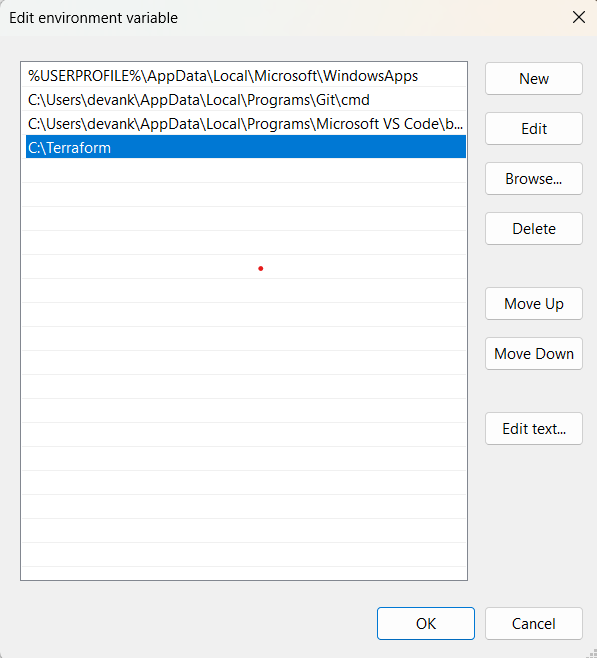 Edit environment variable
%USERPROFILE%\AppData\Local\Microsoft\WindowsApps
C:\Users\devank\AppData\Local\Programs\Git\cmd
C:\Users\devank\AppData\Local\Programs\Microsoft VS Code\b...
C:\Terraform
New
Edit
Browse...
Delete
Move Up
Move Down
Edit text...
OK
Cancel